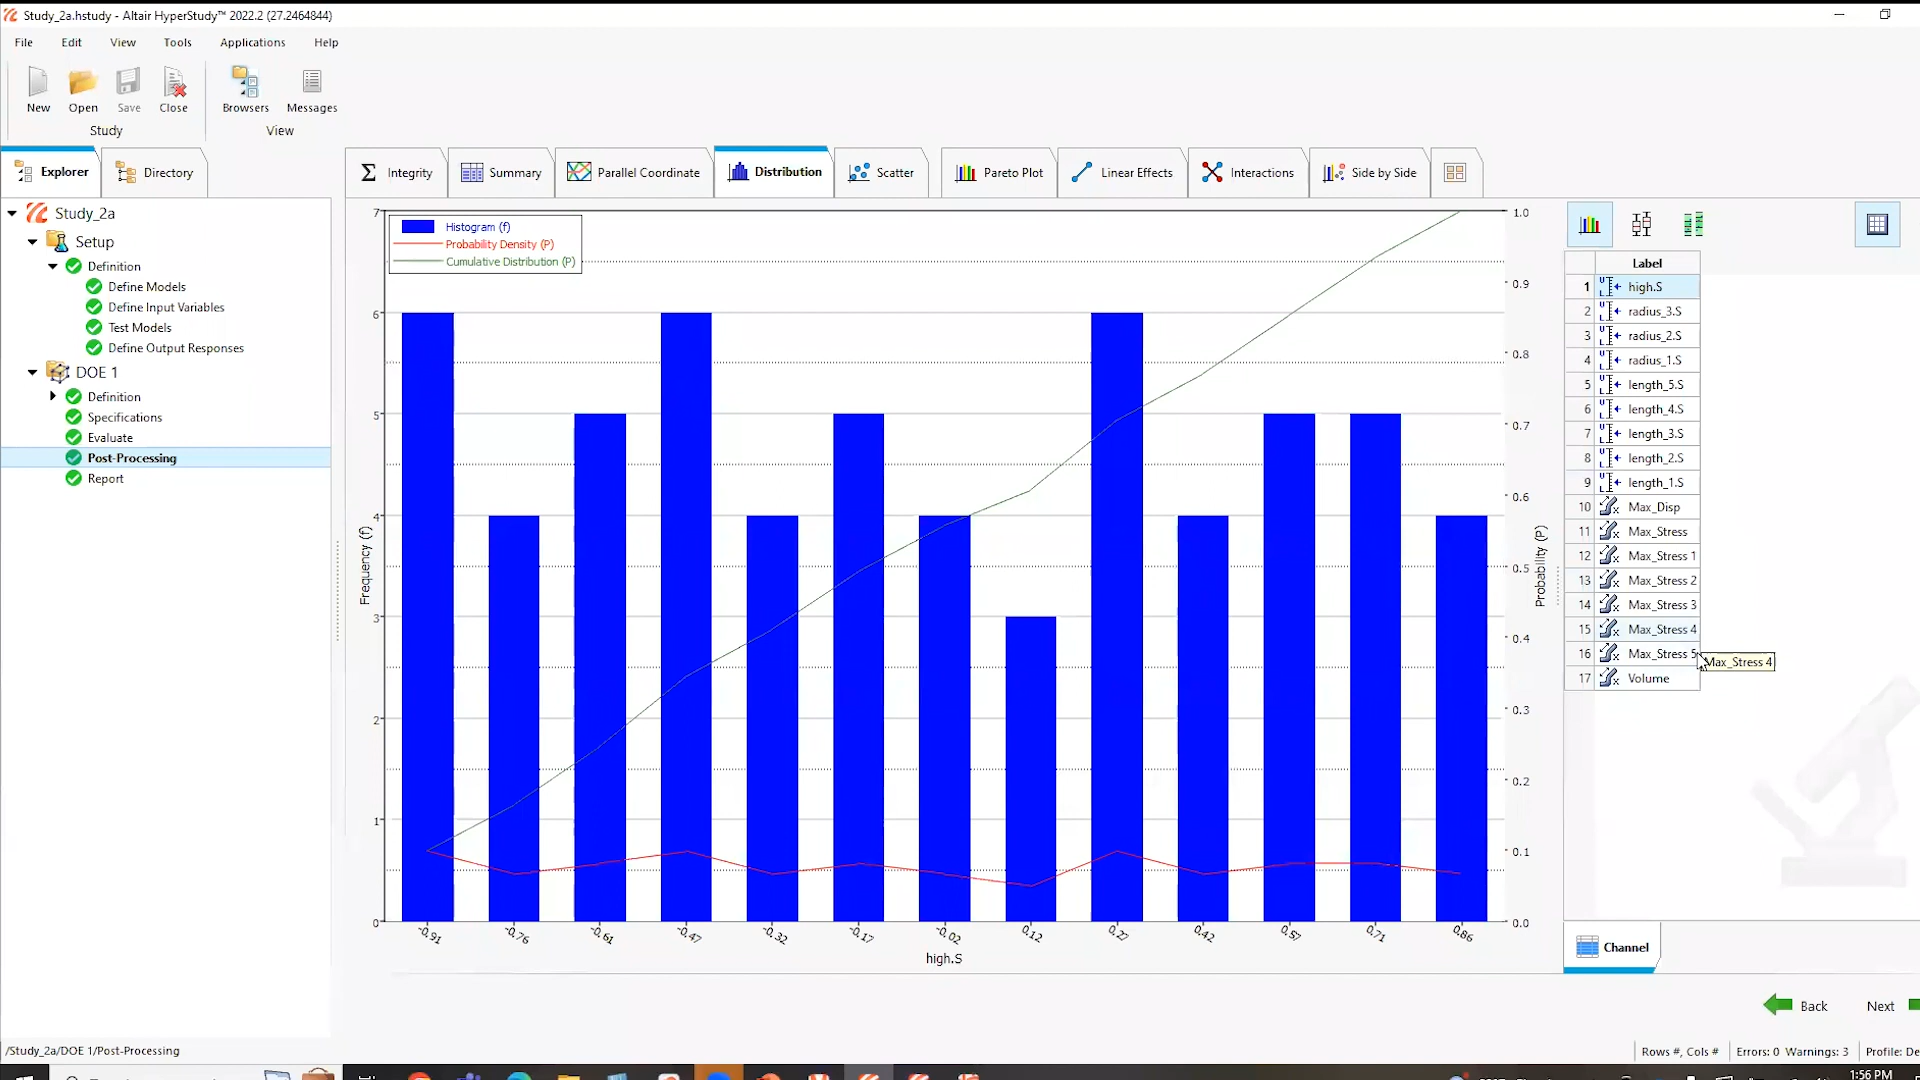 Study_2a.hstudy - Altair HyperStudy™ 2022.2 (27.2464844)
File Edit View Tools Applications Help
New Open Save Close Browsers Messages
Study View
Explorer Directory
Integrity Summary Parallel Coordinate Distribution Scatter Pareto Plot Linear Effects Interactions Side by Side
Study_2a
Setup
Definition
Define Models
Define Input Variables
Test Models
Define Output Responses
DOE 1
Definition
Specifications
Evaluate
Post-Processing
Report
Histogram (f)
Probability Density (P)
Cumulative Distribution (P)
Frequency (f)
7
6
5
4
3
2
1
0
1.0
0.9
0.8
0.7
0.6
0.5
0.4
0.3
0.2
0.1
0.0
Probability (P)
-0.91 -0.76 -0.61 -0.47 -0.32 -0.17 -0.02 0.12 0.27 0.42 0.57 0.71 0.86
high.S
Label
1 high.S
2 radius_3.S
3 radius_2.S
4 radius_1.S
5 length_5.S
6 length_4.S
7 length_3.S
8 length_2.S
9 length_1.S
10 Max_Disp
11 Max_Stress
12 Max_Stress 1
13 Max_Stress 2
14 Max_Stress 3
15 Max_Stress 4
16 Max_Stress 5
Max_Stress 4
17 Volume
Channel
Back Next
/Study_2a/DOE 1/Post-Processing
Rows #, Cols # Errors: 0 Warnings: 3 Profile: De
1:56 PM